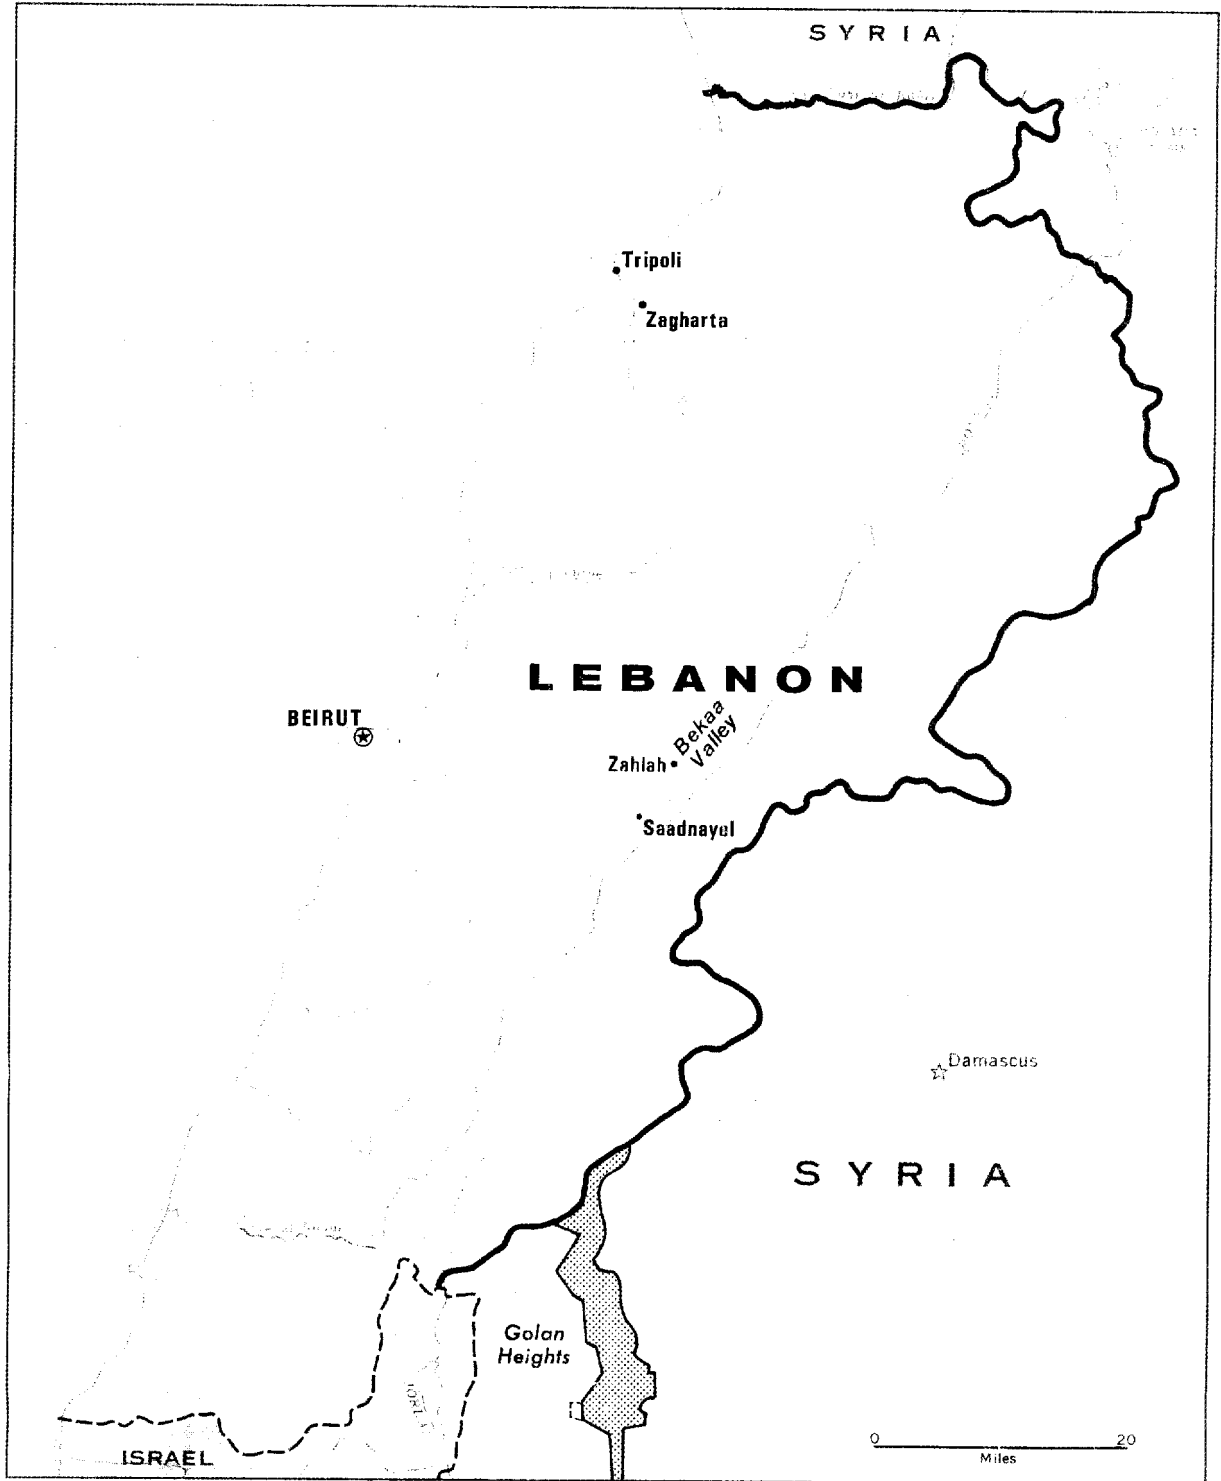 SYRIA
Tripoli
Zagharta
LEBANON
BEIRUT
Bekaa
Valley
Zahlah
Saadnayel
Damascus
SYRIA
Golan
Heights
ISRAEL
0 20
Miles